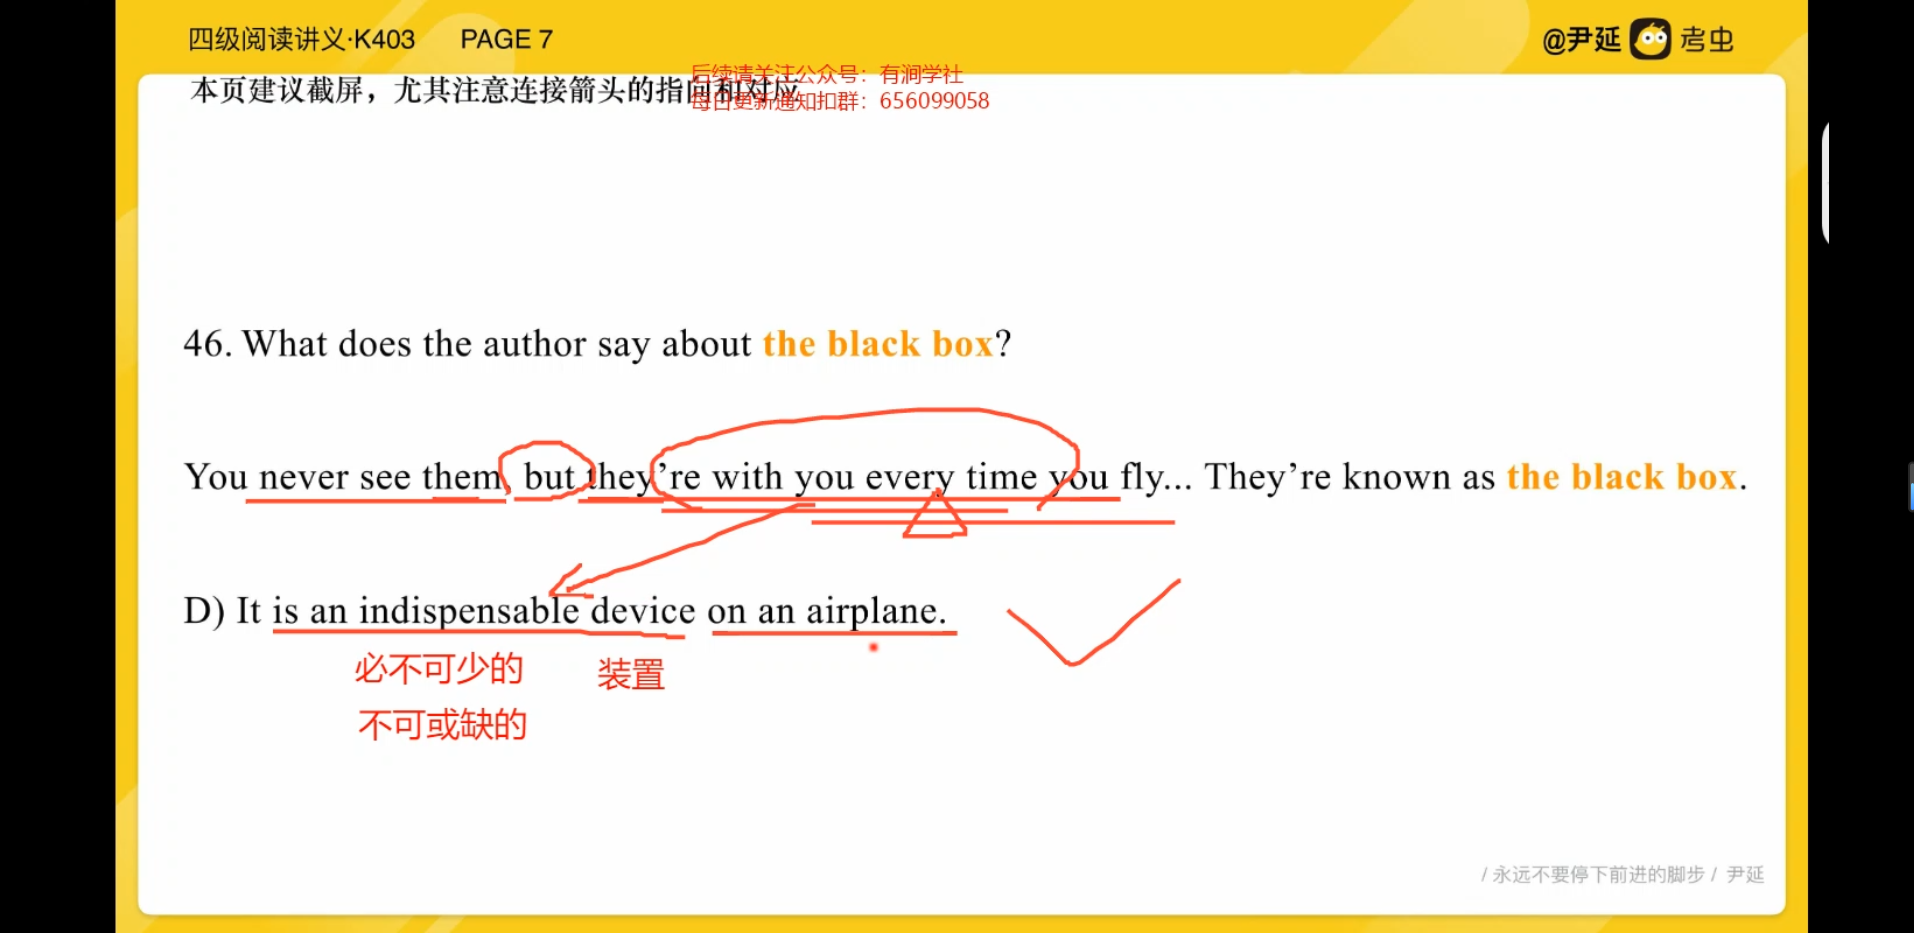 四级阅读讲义·K403 PAGE 7
@尹延 考虫
后续请关注公众号：有涧学社
本页建议截屏，尤其注意连接箭头的指向和对应
每日更新通知扣群：656099058
46. What does the author say about the black box?
You never see them, but they’re with you every time you fly... They’re known as the black box.
D) It is an indispensable device on an airplane.
必不可少的 装置
不可或缺的
/ 永远不要停下前进的脚步 / 尹延